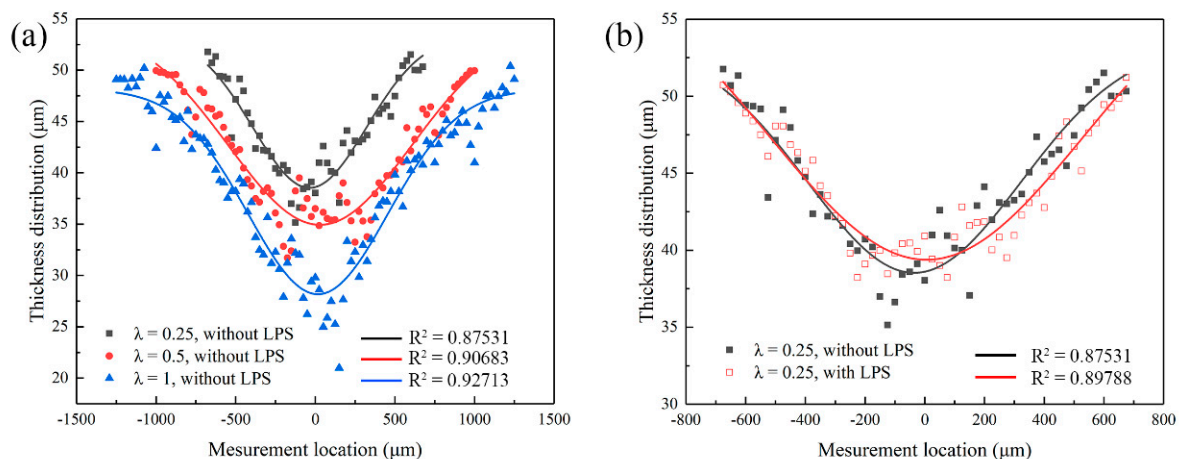 (a)
55
50
45
40
35
30
25
20
17
Thickness distribution (μm)
λ = 0.25, without LPS
λ = 0.5, without LPS
λ = 1, without LPS
R² = 0.87531
R² = 0.90683
R² = 0.92713
-1500 -1000 -500 0 500 1000 1500
Mesurement location (μm)
(b)
55
50
45
40
35
30
Thickness distribution (μm)
λ = 0.25, without LPS
λ = 0.25, with LPS
R² = 0.87531
R² = 0.89788
-800 -600 -400 -200 0 200 400 600 800
Mesurement location (μm)